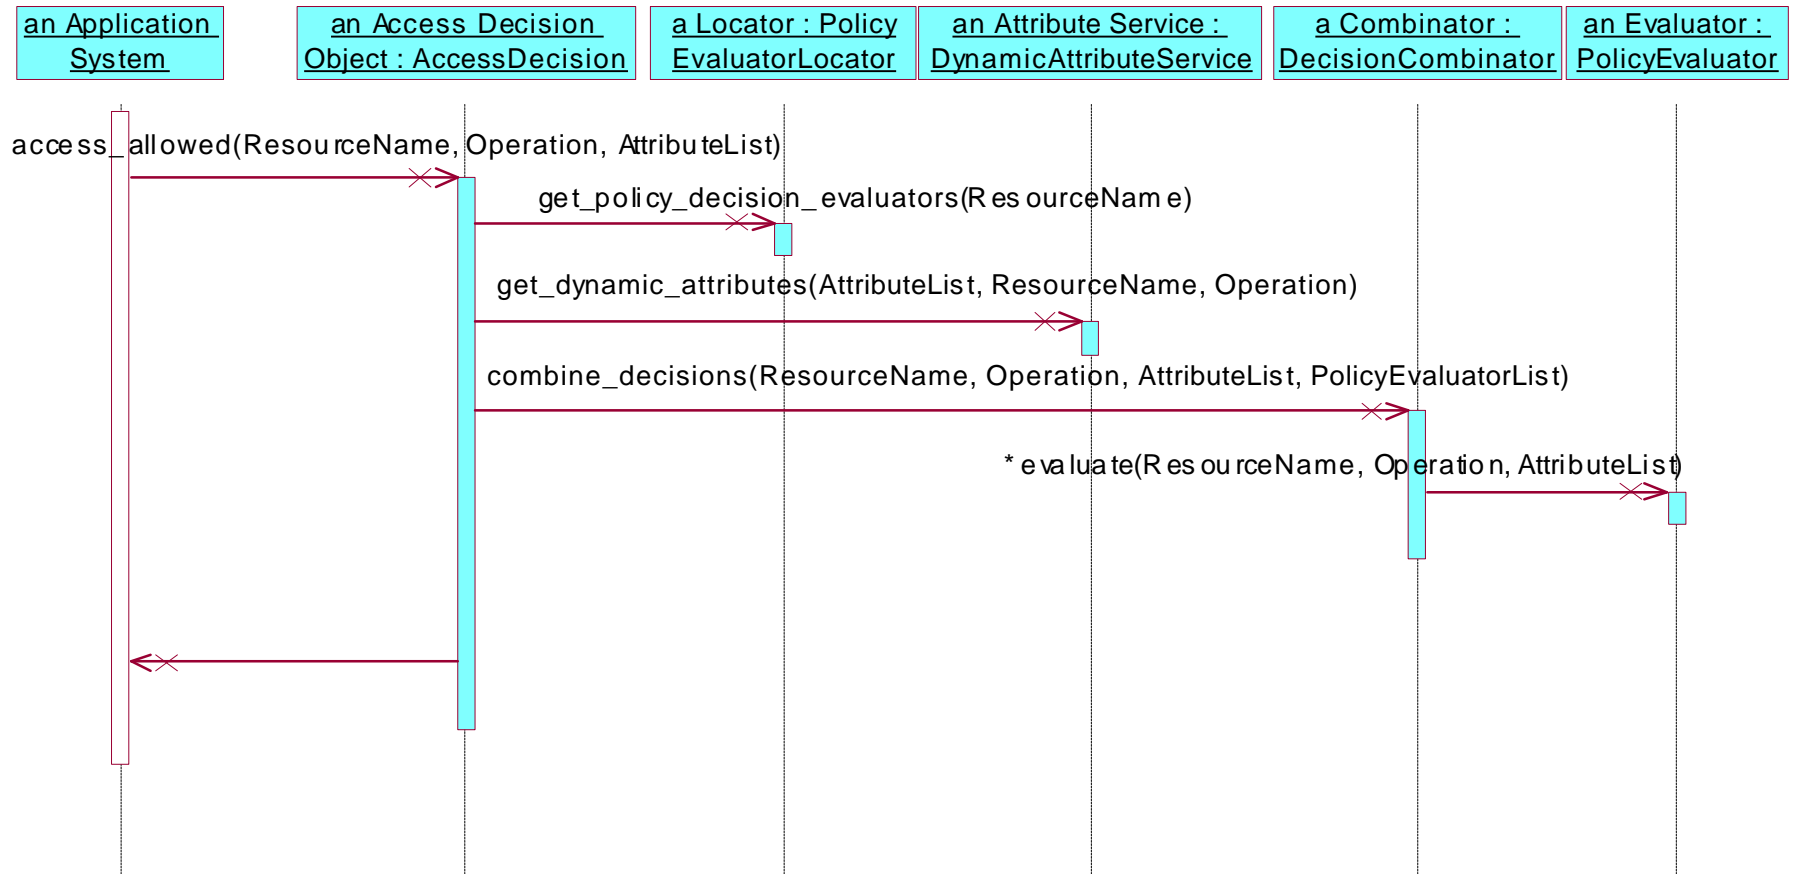 an Application
System
an Access Decision
Object : AccessDecision
a Locator : Policy
EvaluatorLocator
an Attribute Service :
DynamicAttributeService
a Combinator :
DecisionCombinator
an Evaluator :
PolicyEvaluator
access_allowed(ResourceName, Operation, AttributeList)
get_policy_decision_evaluators(ResourceName)
get_dynamic_attributes(AttributeList, ResourceName, Operation)
combine_decisions(ResourceName, Operation, AttributeList, PolicyEvaluatorList)
* evaluate(ResourceName, Operation, AttributeList)